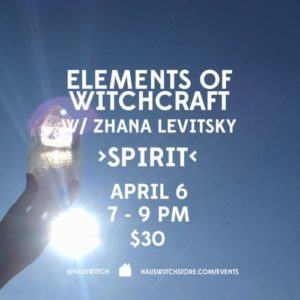 ELEMENTS OF
WITCHCRAFT
W/ ZHANA LEVITSKY
>SPIRIT<
APRIL 6
7 - 9 PM
$30
@HAUSWITCH HAUSWITCHSTORE.COM/EVENTS